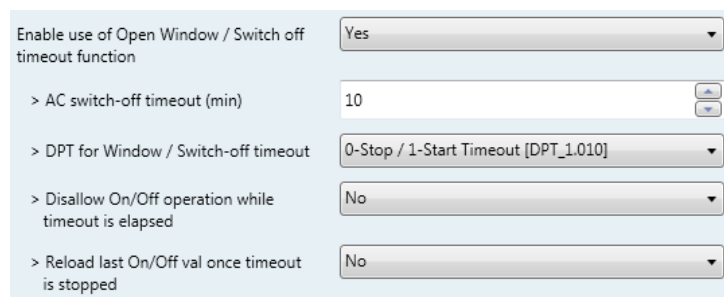 Enable use of Open Window / Switch off
timeout function
Yes
> AC switch-off timeout (min)
10
> DPT for Window / Switch-off timeout
0-Stop / 1-Start Timeout [DPT_1.010]
> Disallow On/Off operation while
timeout is elapsed
No
> Reload last On/Off val once timeout
is stopped
No